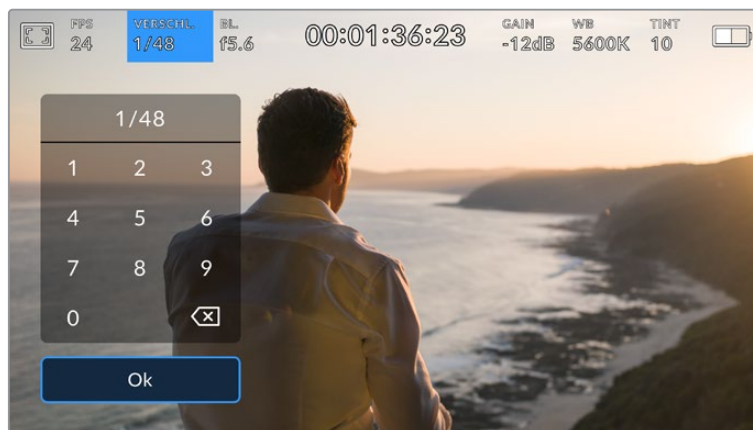 FPS VERSCHL. BL. GAIN WB TINT
24 1/48 f5.6 00:01:36:23 -12dB 5600K 10
1/48
1 2 3
4 5 6
7 8 9
0
Ok